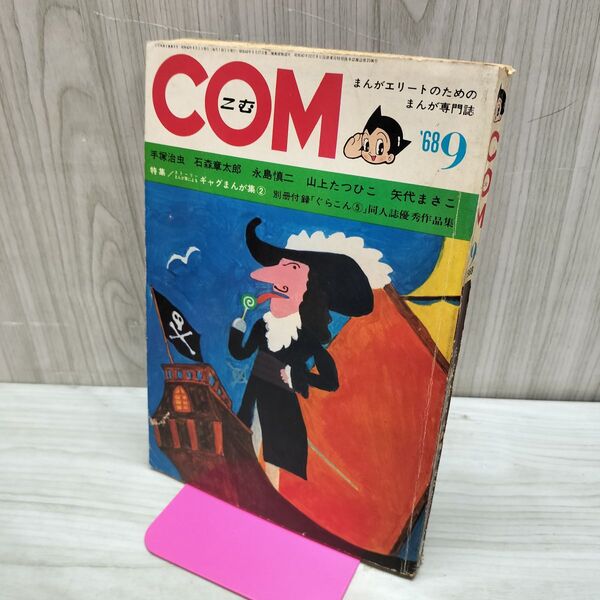 COM
こむ
まんがエリートのための
まんが専門誌
'68 9
手塚治虫 石森章太郎 永島慎二 山上たつひこ 矢代まさこ
特集/ ギャグまんが集② 別冊付録「ぐらこん⑤」同人誌優秀作品集
COM
9